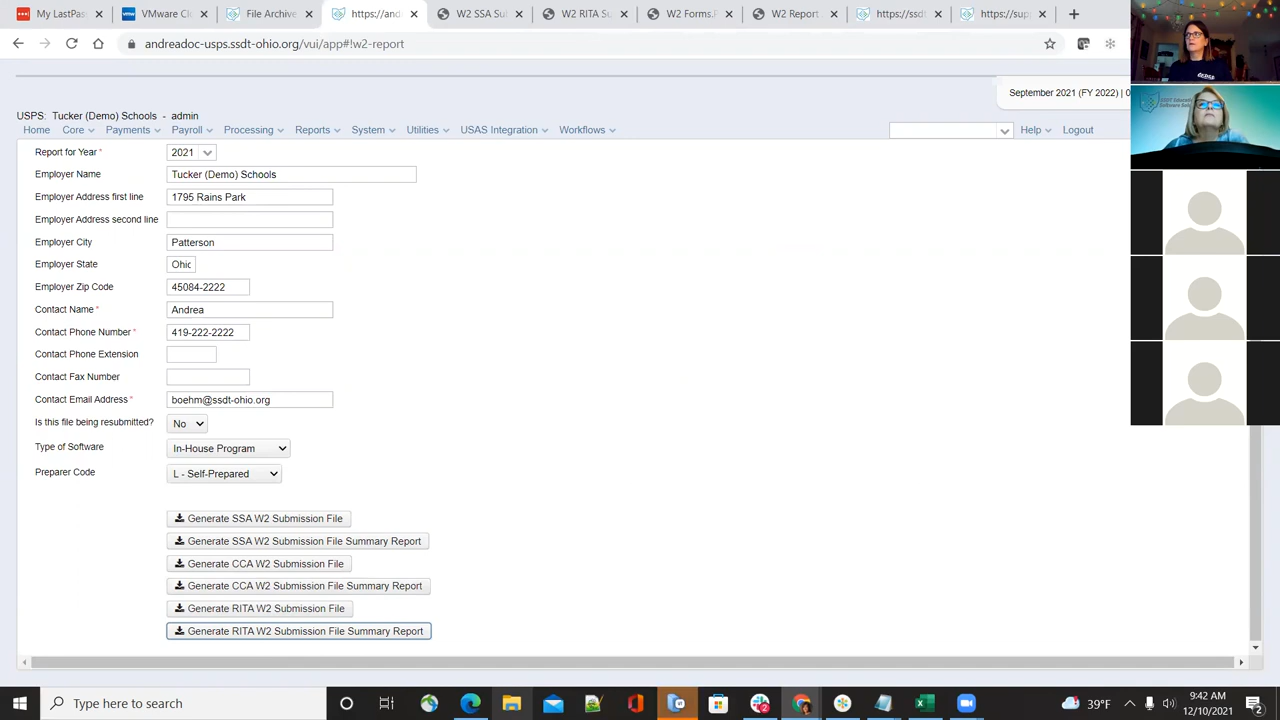 My LastPas
VMware Cl
File Archive
https://and
W2 SSA Su
W2 RITA Su
W2 Forms.
W2 Report
https://ssdt
https://sup
andreadoc-usps.ssdt-ohio.org/vui/app#!w2-report
September 2021 (FY 2022) | 0
USPS: Tucker (Demo) Schools - admin
Home Core Payments Payroll Processing Reports System Utilities USAS Integration Workflows Help Logout
Report for Year * 2021
Employer Name Tucker (Demo) Schools
Employer Address first line 1795 Rains Park
Employer Address second line
Employer City Patterson
Employer State Ohio
Employer Zip Code 45084-2222
Contact Name * Andrea
Contact Phone Number * 419-222-2222
Contact Phone Extension
Contact Fax Number
Contact Email Address * boehm@ssdt-ohio.org
Is this file being resubmitted? No
Type of Software In-House Program
Preparer Code L - Self-Prepared
Generate SSA W2 Submission File
Generate SSA W2 Submission File Summary Report
Generate CCA W2 Submission File
Generate CCA W2 Submission File Summary Report
Generate RITA W2 Submission File
Generate RITA W2 Submission File Summary Report
Type here to search
39°F
9:42 AM
12/10/2021
2